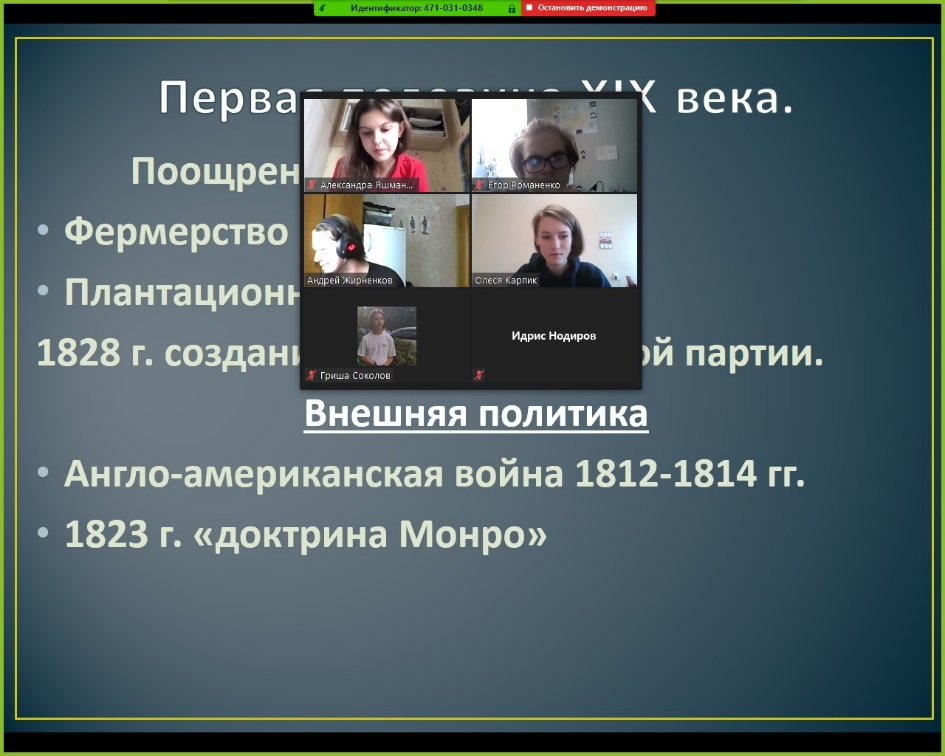 Идентификатор: 471-031-0348 Остановить демонстрацию
Первая половина XIX века.
Поощрен
Фермерство
Плантационн
1828 г. создани ой партии.
Александра Яшман... Егор Романенко
Андрей Жирненков Олеся Карпик
Идрис Нодиров
Гриша Соколов
Внешняя политика
• Англо-американская война 1812-1814 гг.
• 1823 г. «доктрина Монро»